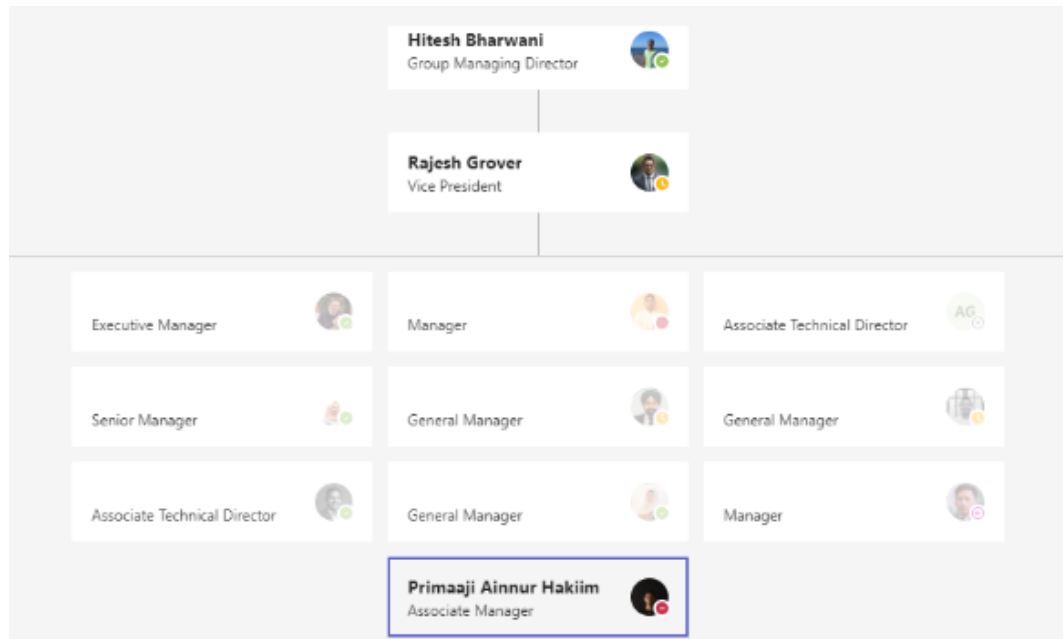 Hitesh Bharwani
Group Managing Director
Rajesh Grover
Vice President
Executive Manager
Manager
AG
Associate Technical Director
Senior Manager
General Manager
General Manager
Associate Technical Director
General Manager
Manager
Primaaji Ainnur Hakiim
Associate Manager